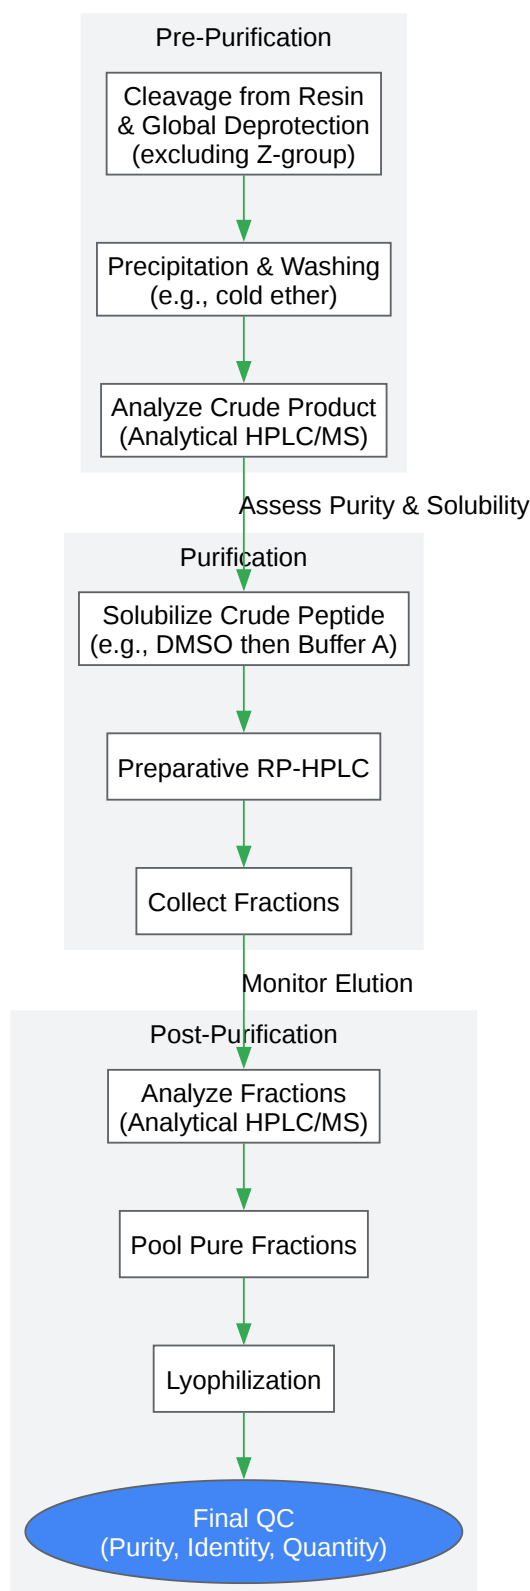 Pre-Purification
Cleavage from Resin
& Global Deprotection
(excluding Z-group)
Precipitation & Washing
(e.g., cold ether)
Analyze Crude Product
(Analytical HPLC/MS)
Assess Purity & Solubility
Purification
Solubilize Crude Peptide
(e.g., DMSO then Buffer A)
Preparative RP-HPLC
Collect Fractions
Monitor Elution
Post-Purification
Analyze Fractions
(Analytical HPLC/MS)
Pool Pure Fractions
Lyophilization
Final QC
(Purity, Identity, Quantity)